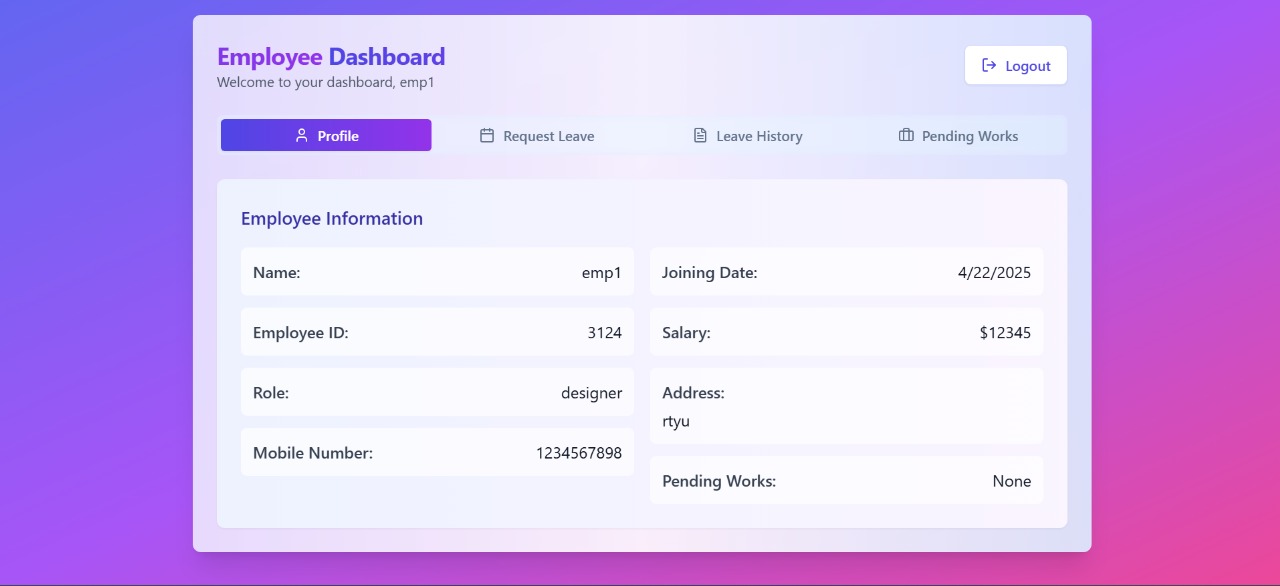 Employee Dashboard
Welcome to your dashboard, emp1
Logout
Profile
Request Leave
Leave History
Pending Works
Employee Information
Name: emp1
Employee ID: 3124
Role: designer
Mobile Number: 1234567898
Joining Date: 4/22/2025
Salary: $12345
Address:
rtyu
Pending Works: None